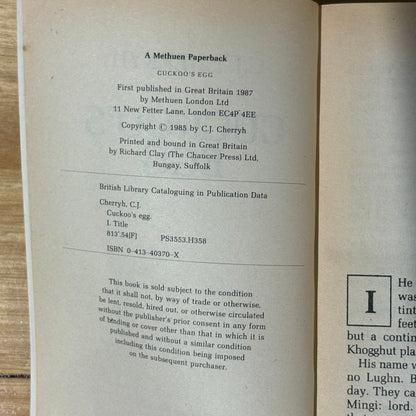 A Methuen Paperback
CUCKOO'S EGG
First published in Great Britain 1987
by Methuen London Ltd
11 New Fetter Lane, London EC4P 4EE
Copyright © 1985 by C.J. Cherryh
Printed and bound in Great Britain
by Richard Clay (The Chaucer Press) Ltd,
Bungay, Suffolk
British Library Cataloguing in Publication Data
Cherryh, C.J.
Cuckoo's egg.
I. Title
813'.54[F] PS3553.H358
ISBN 0-413-40370-X
This book is sold subject to the condition
that it shall not, by way of trade or otherwise,
be lent, resold, hired out, or otherwise circulated
without the publisher's prior consent in any form
of binding or cover other than that in which it is
published and without a similar condition
including this condition being imposed
on the subsequent purchaser.
I
He
was
tint
feet
but a contin
Khogghut pla
His name w
no Lughn. B
day. They ca
Mingi: lord,